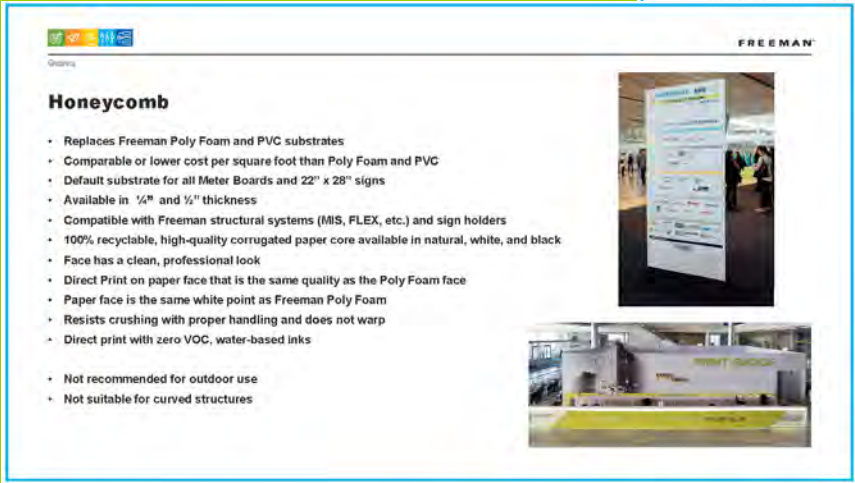 FREEMAN
Graphics
Honeycomb
• Replaces Freeman Poly Foam and PVC substrates
• Comparable or lower cost per square foot than Poly Foam and PVC
• Default substrate for all Meter Boards and 22" x 28" signs
• Available in ¼" and ½" thickness
• Compatible with Freeman structural systems (MIS, FLEX, etc.) and sign holders
• 100% recyclable, high-quality corrugated paper core available in natural, white, and black
• Face has a clean, professional look
• Direct Print on paper face that is the same quality as the Poly Foam face
• Paper face is the same white point as Freeman Poly Foam
• Resists crushing with proper handling and does not warp
• Direct print with zero VOC, water-based inks
• Not recommended for outdoor use
• Not suitable for curved structures